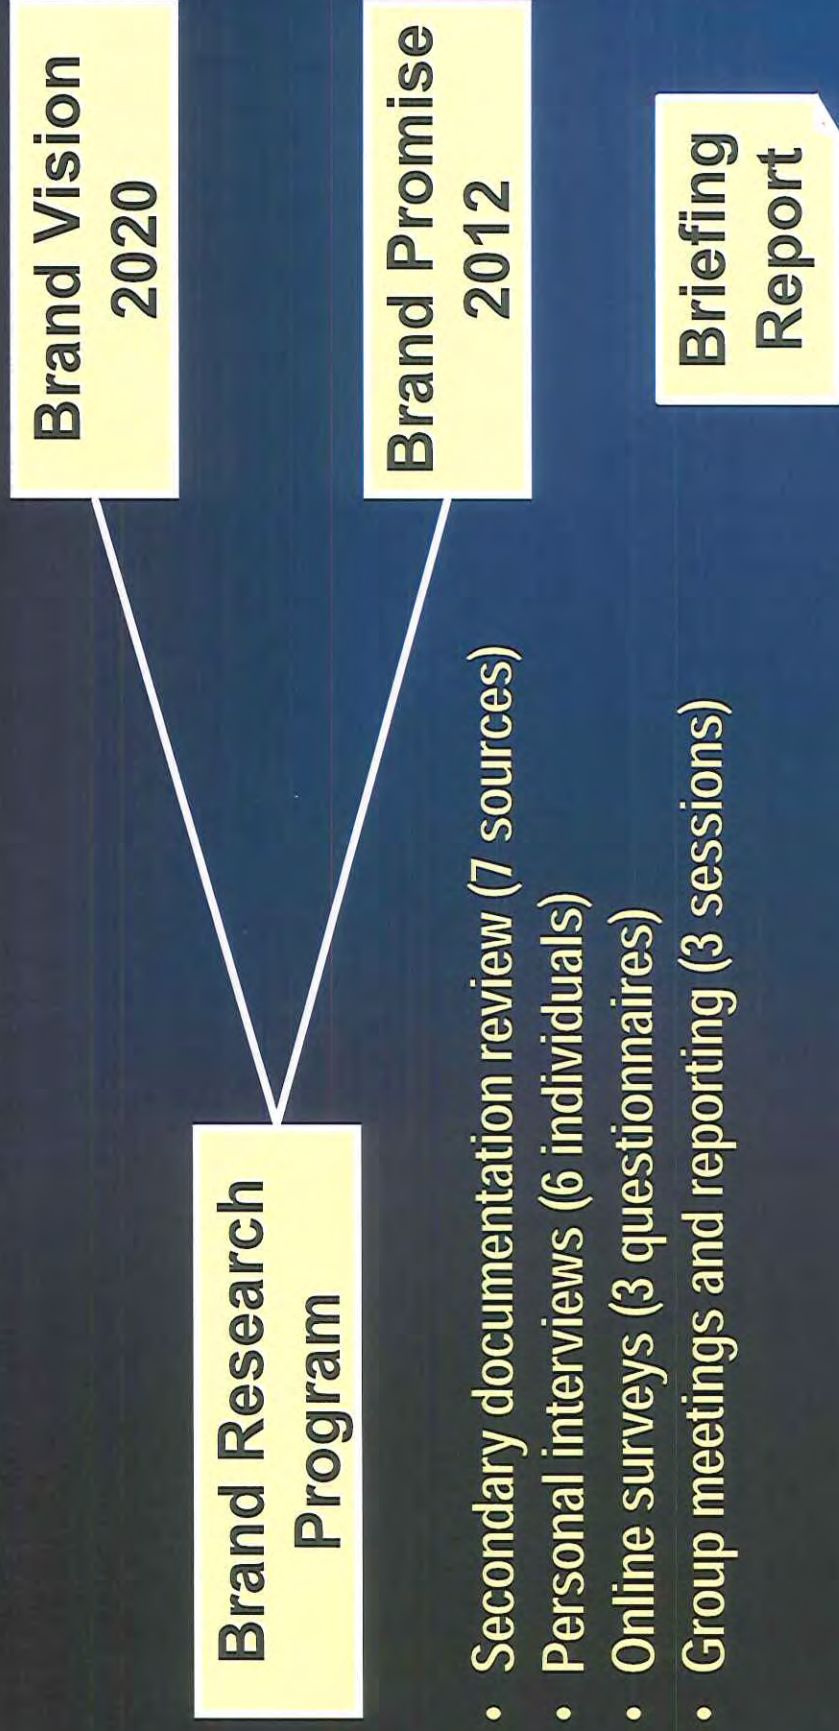 Brand Research
Program
Brand Vision
2020
Brand Promise
2012
• Secondary documentation review (7 sources)
• Personal interviews (6 individuals)
• Online surveys (3 questionnaires)
• Group meetings and reporting (3 sessions)
Briefing
Report